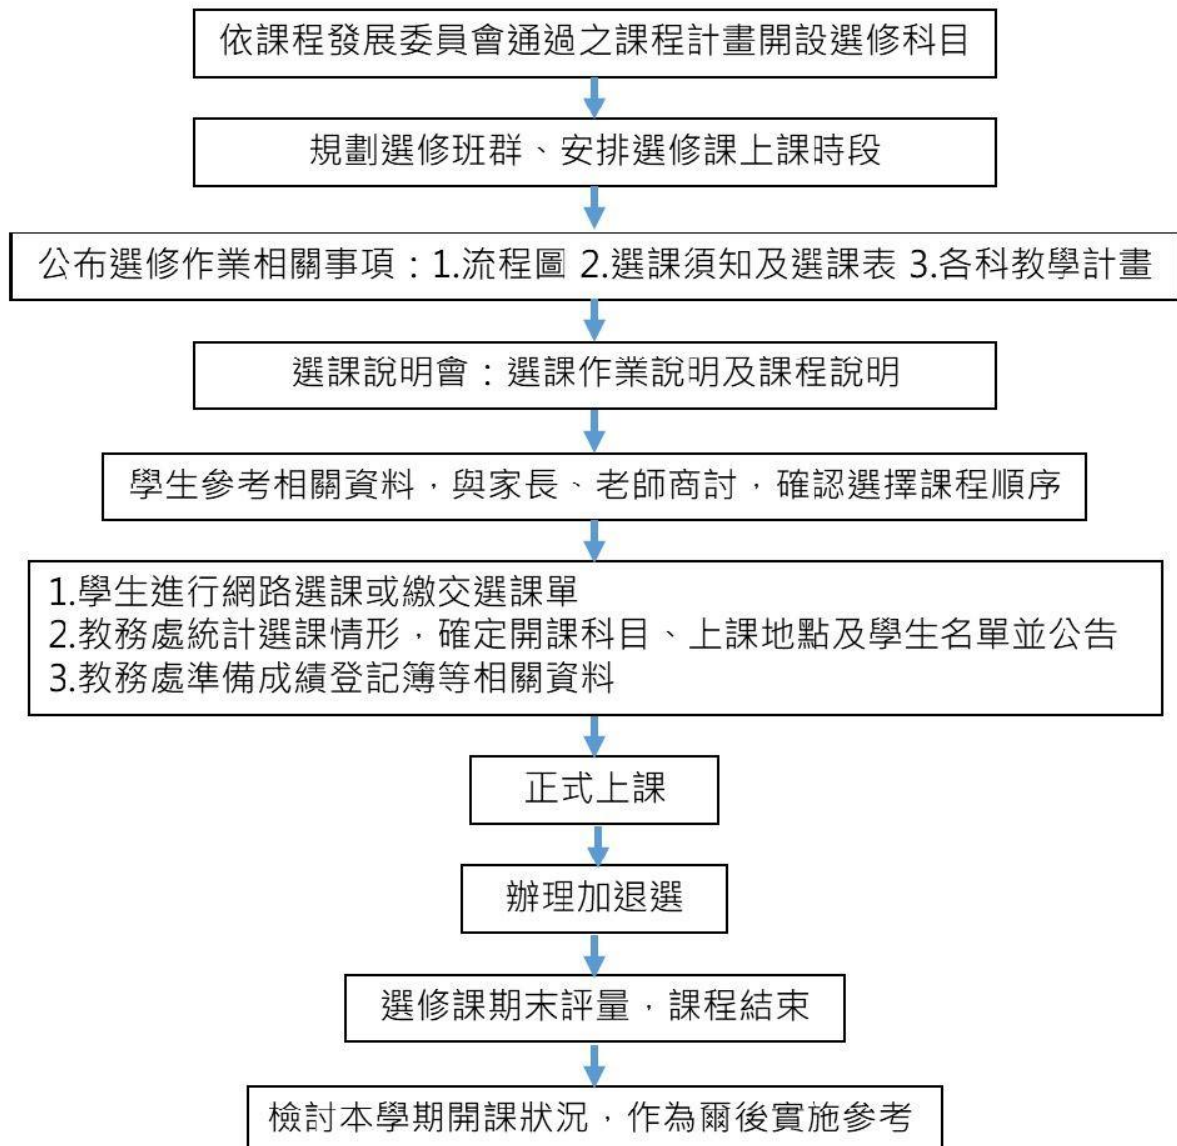 依課程發展委員會通過之課程計畫開設選修科目
規劃選修班群、安排選修課上課時段
公布選修作業相關事項：1.流程圖 2.選課須知及選課表 3.各科教學計畫
選課說明會：選課作業說明及課程說明
學生參考相關資料，與家長、老師商討，確認選擇課程順序
1.學生進行網路選課或繳交選課單
2.教務處統計選課情形，確定開課科目、上課地點及學生名單並公告
3.教務處準備成績登記簿等相關資料
正式上課
辦理加退選
選修課期末評量，課程結束
檢討本學期開課狀況，作為爾後實施參考